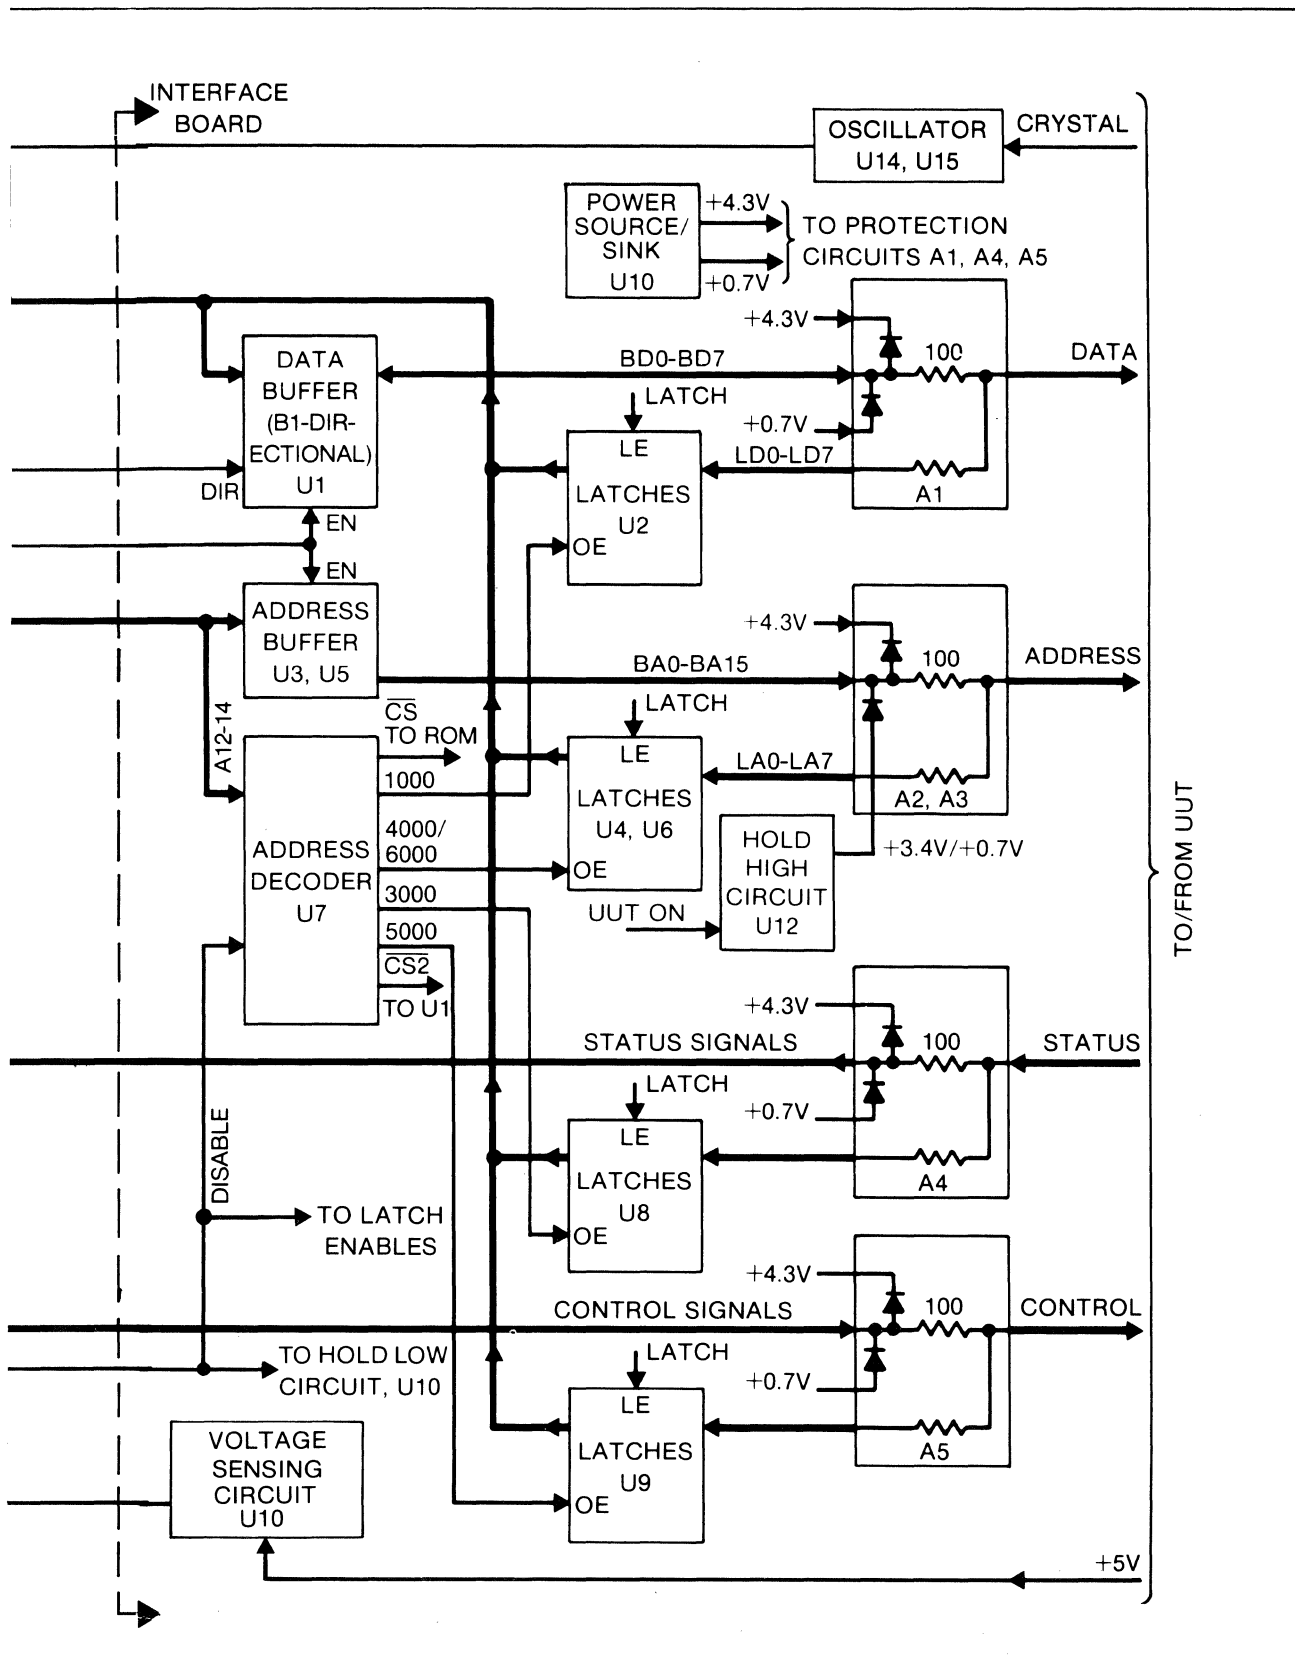 INTERFACE
BOARD
OSCILLATOR
U14, U15
CRYSTAL
POWER
SOURCE/
SINK
U10
+4.3V
+0.7V
TO PROTECTION
CIRCUITS A1, A4, A5
DATA
BUFFER
(B1-DIR-
ECTIONAL)
U1
DIR
EN
EN
BD0-BD7
LATCH
LE
LATCHES
U2
OE
LD0-LD7
+4.3V
+0.7V
100
A1
DATA
ADDRESS
BUFFER
U3, U5
BA0-BA15
LATCH
LE
LATCHES
U4, U6
OE
LA0-LA7
+4.3V
100
A2, A3
ADDRESS
A12-14
ADDRESS
DECODER
U7
C̅S̅
TO ROM
1000
4000/
6000
3000
5000
C̅S̅2̅
TO U1
HOLD
HIGH
CIRCUIT
U12
UUT ON
+3.4V/+0.7V
TO/FROM UUT
STATUS SIGNALS
LATCH
LE
LATCHES
U8
OE
+4.3V
+0.7V
100
A4
STATUS
DISABLE
TO LATCH
ENABLES
CONTROL SIGNALS
LATCH
LE
LATCHES
U9
OE
+4.3V
+0.7V
100
A5
CONTROL
TO HOLD LOW
CIRCUIT, U10
VOLTAGE
SENSING
CIRCUIT
U10
+5V